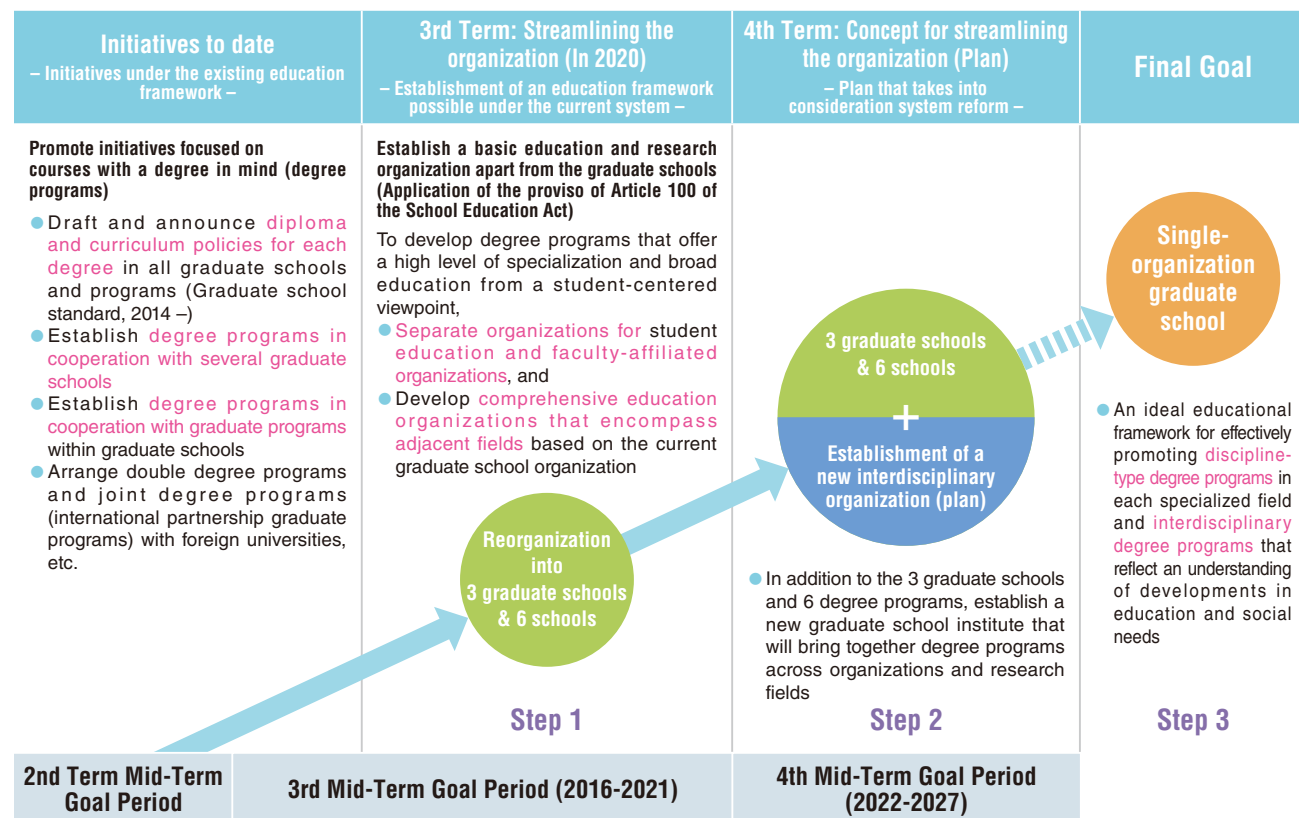 Initiatives to date
– Initiatives under the existing education
framework –
3rd Term: Streamlining the
organization (In 2020)
– Establishment of an education framework
possible under the current system –
4th Term: Concept for streamlining
the organization (Plan)
– Plan that takes into
consideration system reform –
Final Goal
Promote initiatives focused on
courses with a degree in mind (degree
programs)
● Draft and announce diploma
and curriculum policies for each
degree in all graduate schools
and programs (Graduate school
standard, 2014 –)
● Establish degree programs in
cooperation with several graduate
schools
● Establish degree programs in
cooperation with graduate programs
within graduate schools
● Arrange double degree programs
and joint degree programs
(international partnership graduate
programs) with foreign universities,
etc.
Establish a basic education and research
organization apart from the graduate schools
(Application of the proviso of Article 100 of
the School Education Act)
To develop degree programs that offer
a high level of specialization and broad
education from a student-centered
viewpoint,
● Separate organizations for student
education and faculty-affiliated
organizations, and
● Develop comprehensive education
organizations that encompass
adjacent fields based on the current
graduate school organization
Reorganization
into
3 graduate schools
& 6 schools
Step 1
3 graduate schools
& 6 schools
+
Establishment of a
new interdisciplinary
organization (plan)
● In addition to the 3 graduate schools
and 6 degree programs, establish a
new graduate school institute that
will bring together degree programs
across organizations and research
fields
Step 2
Single-
organization
graduate
school
● An ideal educational
framework for effectively
promoting discipline-
type degree programs in
each specialized field
and interdisciplinary
degree programs that
reflect an understanding
of developments in
education and social
needs
Step 3
2nd Term Mid-Term
Goal Period
3rd Mid-Term Goal Period (2016-2021)
4th Mid-Term Goal Period
(2022-2027)